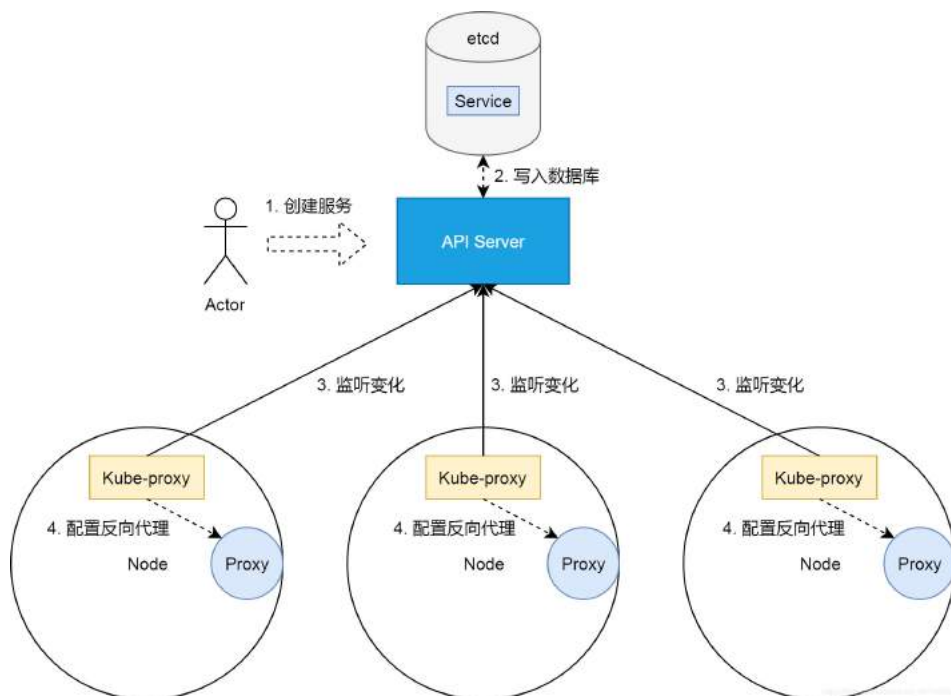 etcd
Service
2. 写入数据库
1. 创建服务
API Server
Actor
3. 监听变化
3. 监听变化
3. 监听变化
Kube-proxy
Kube-proxy
Kube-proxy
4. 配置反向代理
4. 配置反向代理
4. 配置反向代理
Node
Proxy
Node
Proxy
Node
Proxy